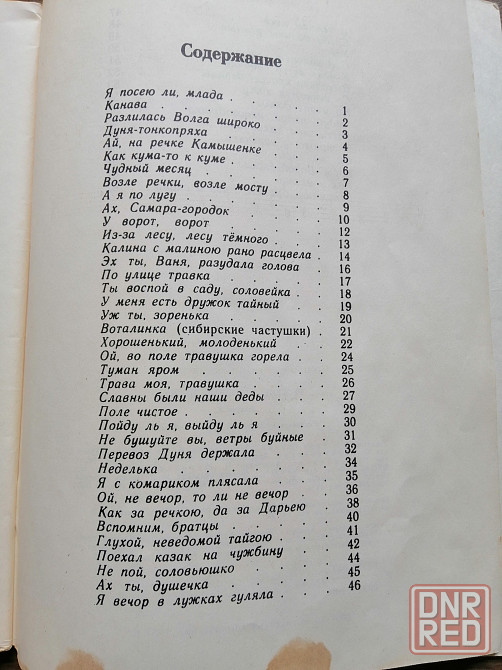 Содержание
Я посею ли, млада . . . . . 1
Канава . . . . . . . 2
Разлилась Волга широко . . . 3
Дуня-тонкопряха . . . . . 4
Ай, на речке Камышенке . . . 5
Как кума-то к куме . . . . 6
Чудный месяц . . . . . 7
Возле речки, возле мосту . . . 8
А я по лугу . . . . . . 9
Ах, Самара-городок . . . . 10
У ворот, ворот . . . . . 12
Из-за лесу, лесу тёмного . . . 13
Калина с малиною рано расцвела . 14
Эх ты, Ваня, разудала голова . . 16
По улице травка . . . . . 17
Ты воспой в саду, соловейка . . 18
У меня есть дружок тайный . . 19
Уж ты, зоренька . . . . . 20
Воталинка (сибирские частушки) . 21
Хорошенький, молоденький . . 22
Ой, во поле травушка горела . . 24
Туман яром . . . . . . 25
Трава моя, травушка . . . . 26
Славны были наши деды . . . 27
Поле чистое . . . . . . 29
Пойду ль я, выйду ль я . . . 30
Не бушуйте вы, ветры буйные . . 31
Перевоз Дуня держала . . . . 32
Неделька . . . . . . 34
Я с комариком плясала . . . 35
Ой, не вечор, то ли не вечор . . 36
Как за речкою, да за Дарьею . . 38
Вспомним, братцы . . . . . 40
Глухой, неведомой тайгою . . . 41
Поехал казак на чужбину . . . 42
Не пой, соловьюшко . . . . 44
Ах ты, душечка . . . . . 45
Я вечор в лужках гуляла . . . 46
DNR
RED